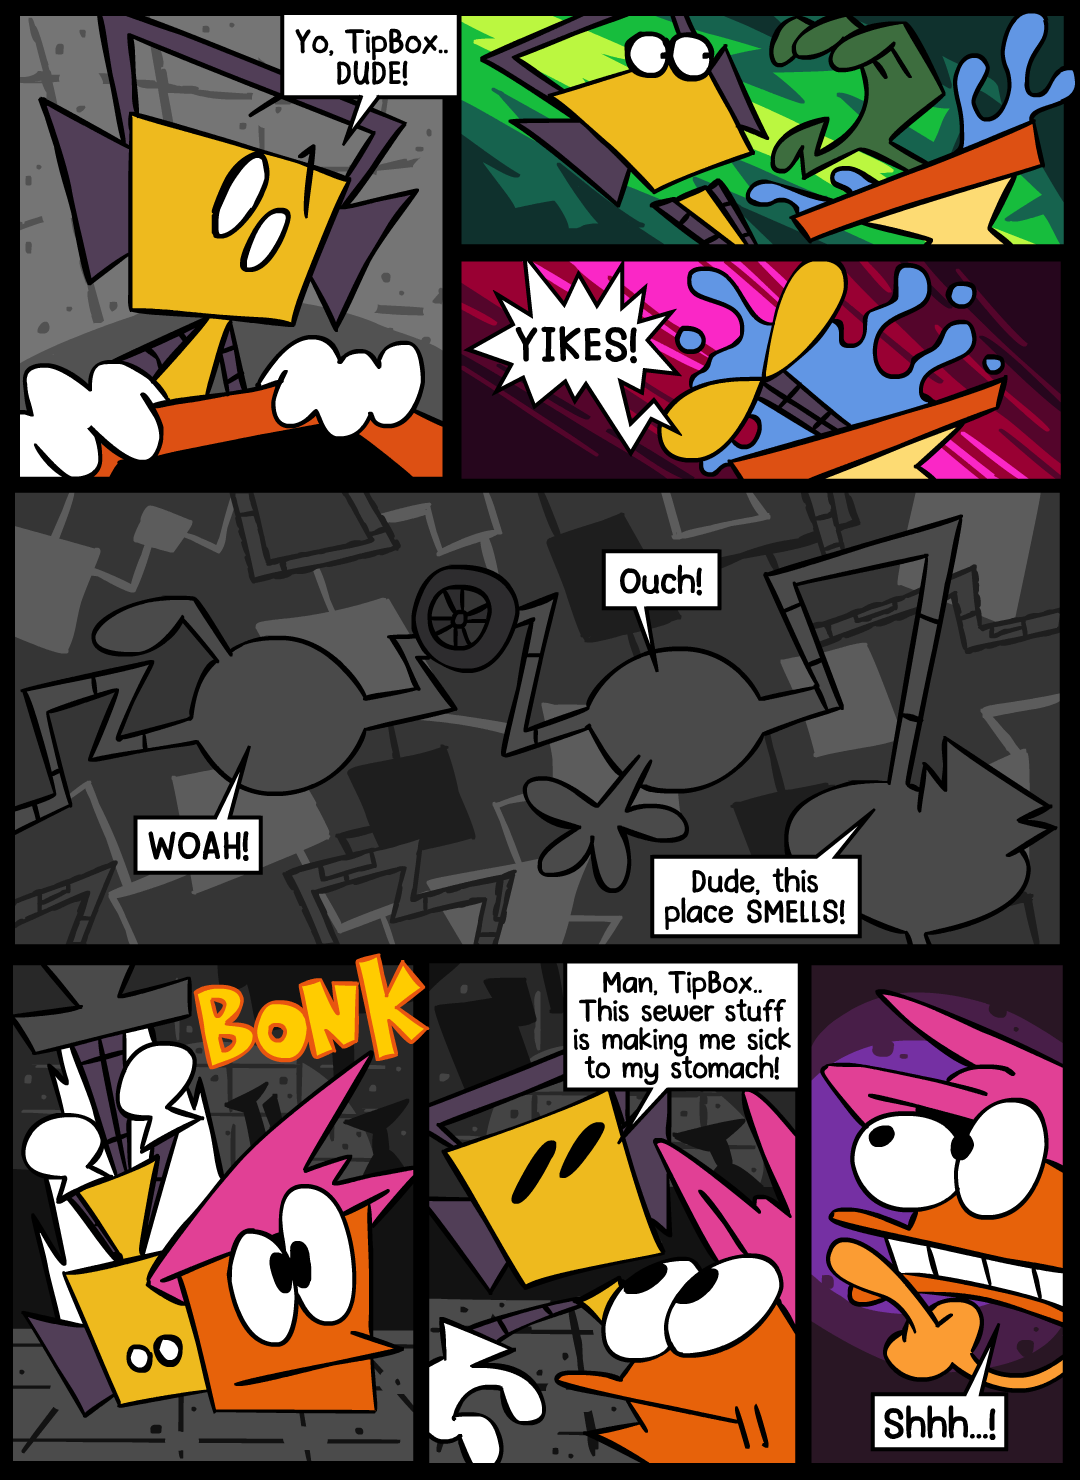 Yo, TipBox..
DUDE!
YIKES!
Ouch!
WOAH!
Dude, this
place SMELLS!
BONK
Man, TipBox..
This sewer stuff
is making me sick
to my stomach!
Shhh...!